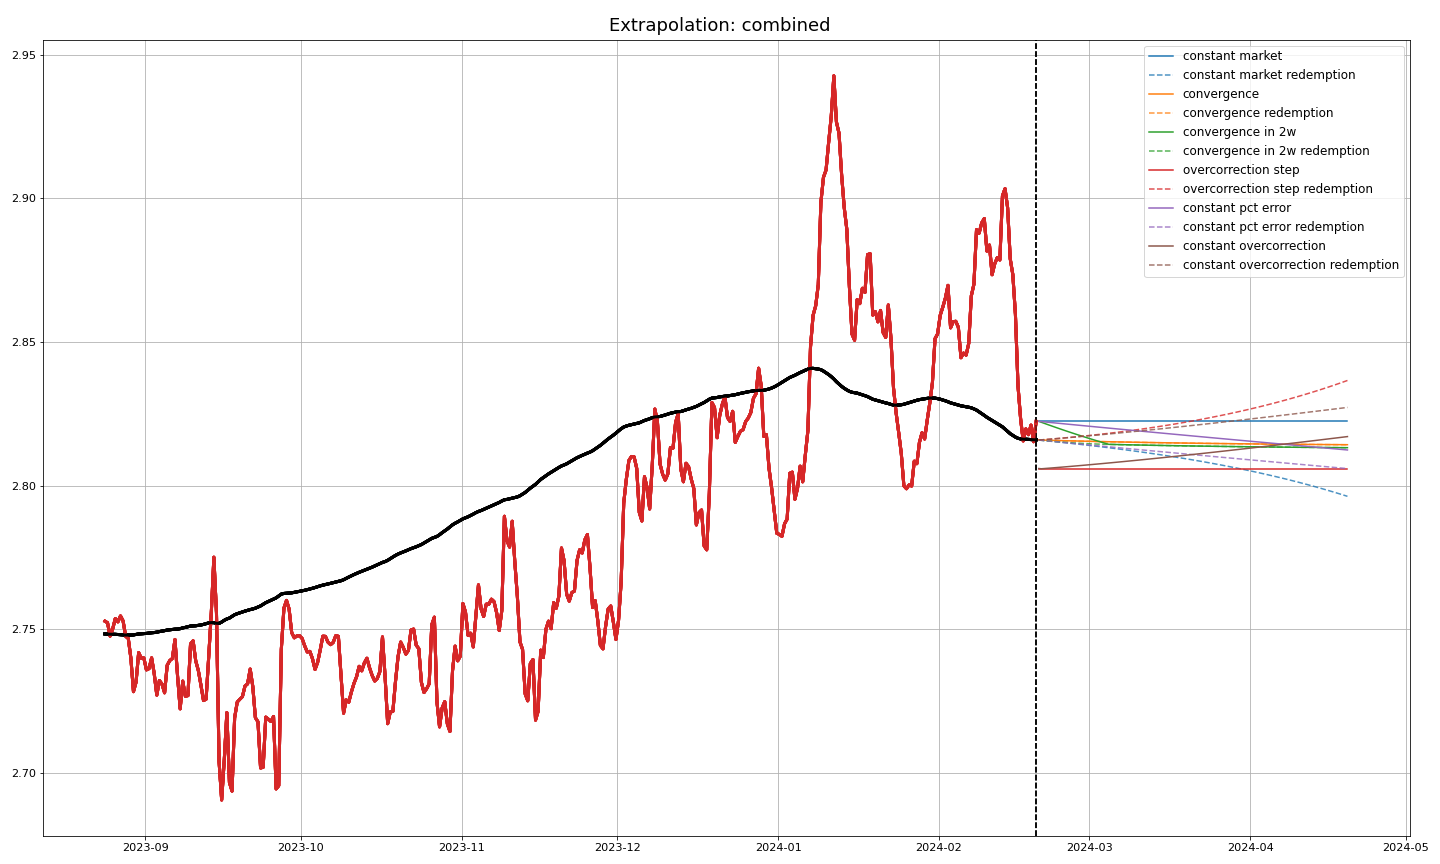 Extrapolation: combined
2.95
2.90
2.85
2.80
2.75
2.70
constant market
constant market redemption
convergence
convergence redemption
convergence in 2w
convergence in 2w redemption
overcorrection step
overcorrection step redemption
constant pct error
constant pct error redemption
constant overcorrection
constant overcorrection redemption
2023-09 2023-10 2023-11 2023-12 2024-01 2024-02 2024-03 2024-04 2024-05